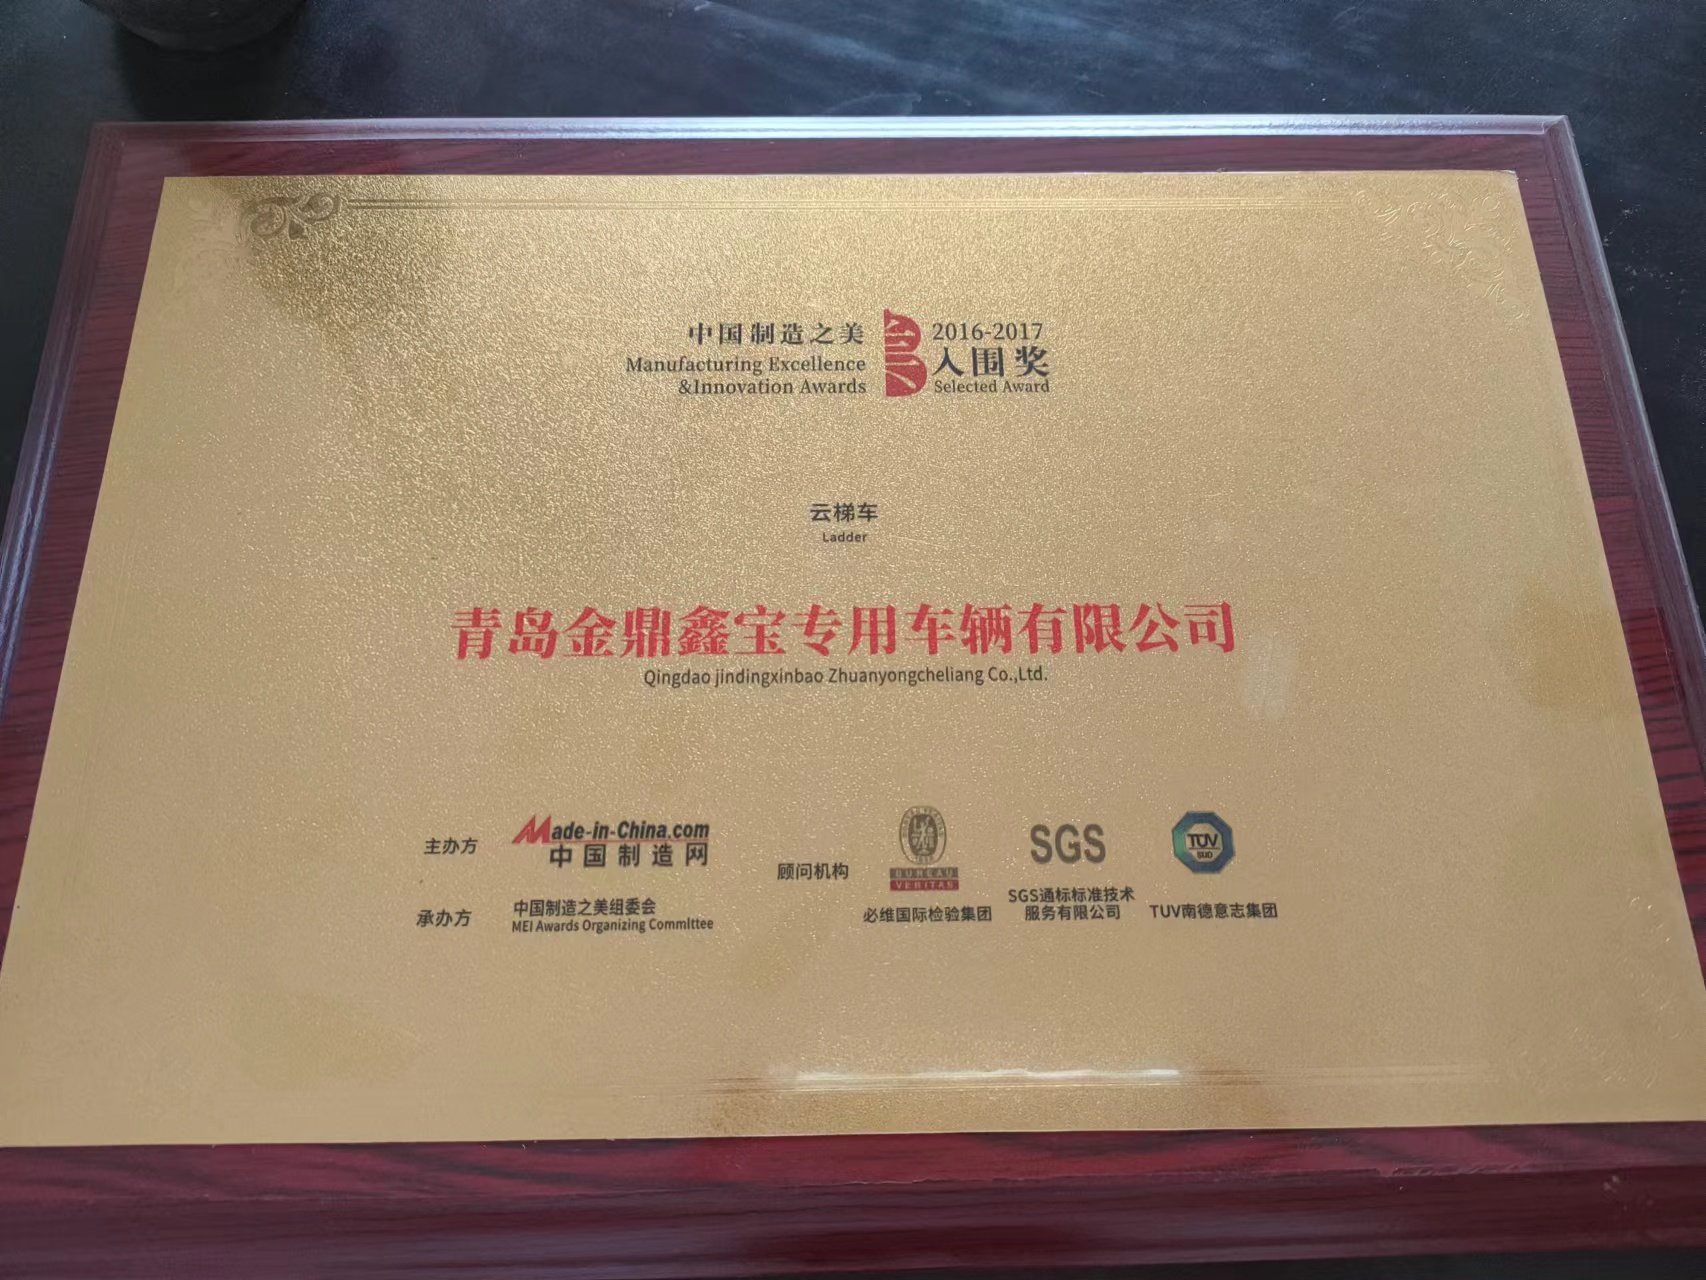 中国制造之美
Manufacturing Excellence
&Innovation Awards
2016-2017
入围奖
Selected Award
云梯车
Ladder
青岛金鼎鑫宝专用车辆有限公司
Qingdao jindingxinbao Zhuanyongcheliang Co.,Ltd.
主办方
Made-in-China.com
中国制造网
承办方
中国制造之美组委会
MEI Awards Organizing Committee
顾问机构
BUREAU
VERITAS
必维国际检验集团
SGS
SGS通标标准技术
服务有限公司
TÜV
SÜD
TUV南德意志集团